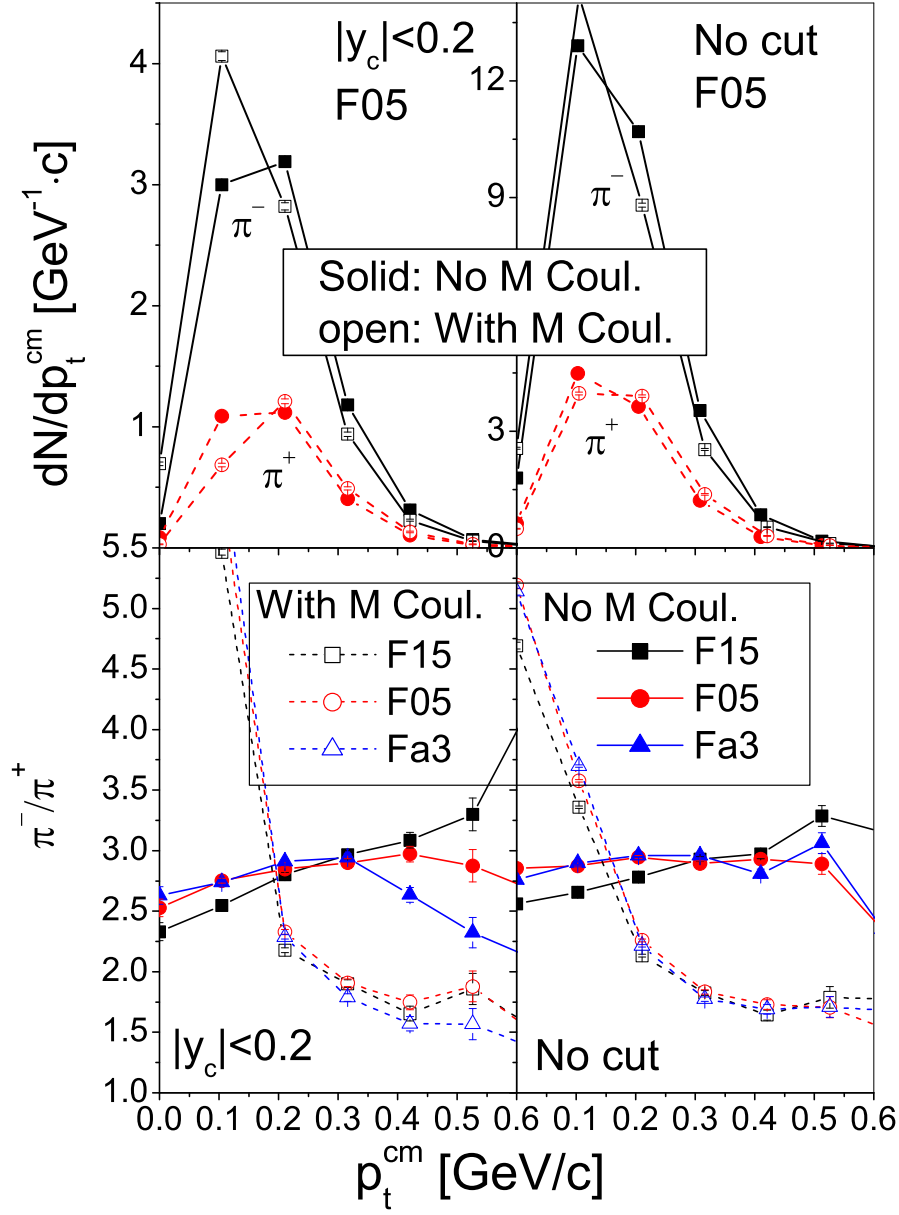 |y_c|<0.2
F05
No cut
F05
4
3
2
1
5.5
12
9
3
0
π⁻
π⁻
Solid: No M Coul.
open: With M Coul.
π⁺
π⁺
dN/dp_t^cm [GeV⁻¹·c]
With M Coul.
F15
F05
Fa3
No M Coul.
F15
F05
Fa3
5.0
4.5
4.0
3.5
3.0
2.5
2.0
1.5
1.0
π⁻/π⁺
|y_c|<0.2
No cut
0.0 0.1 0.2 0.3 0.4 0.5 0.6 0.1 0.2 0.3 0.4 0.5 0.6
p_t^cm [GeV/c]